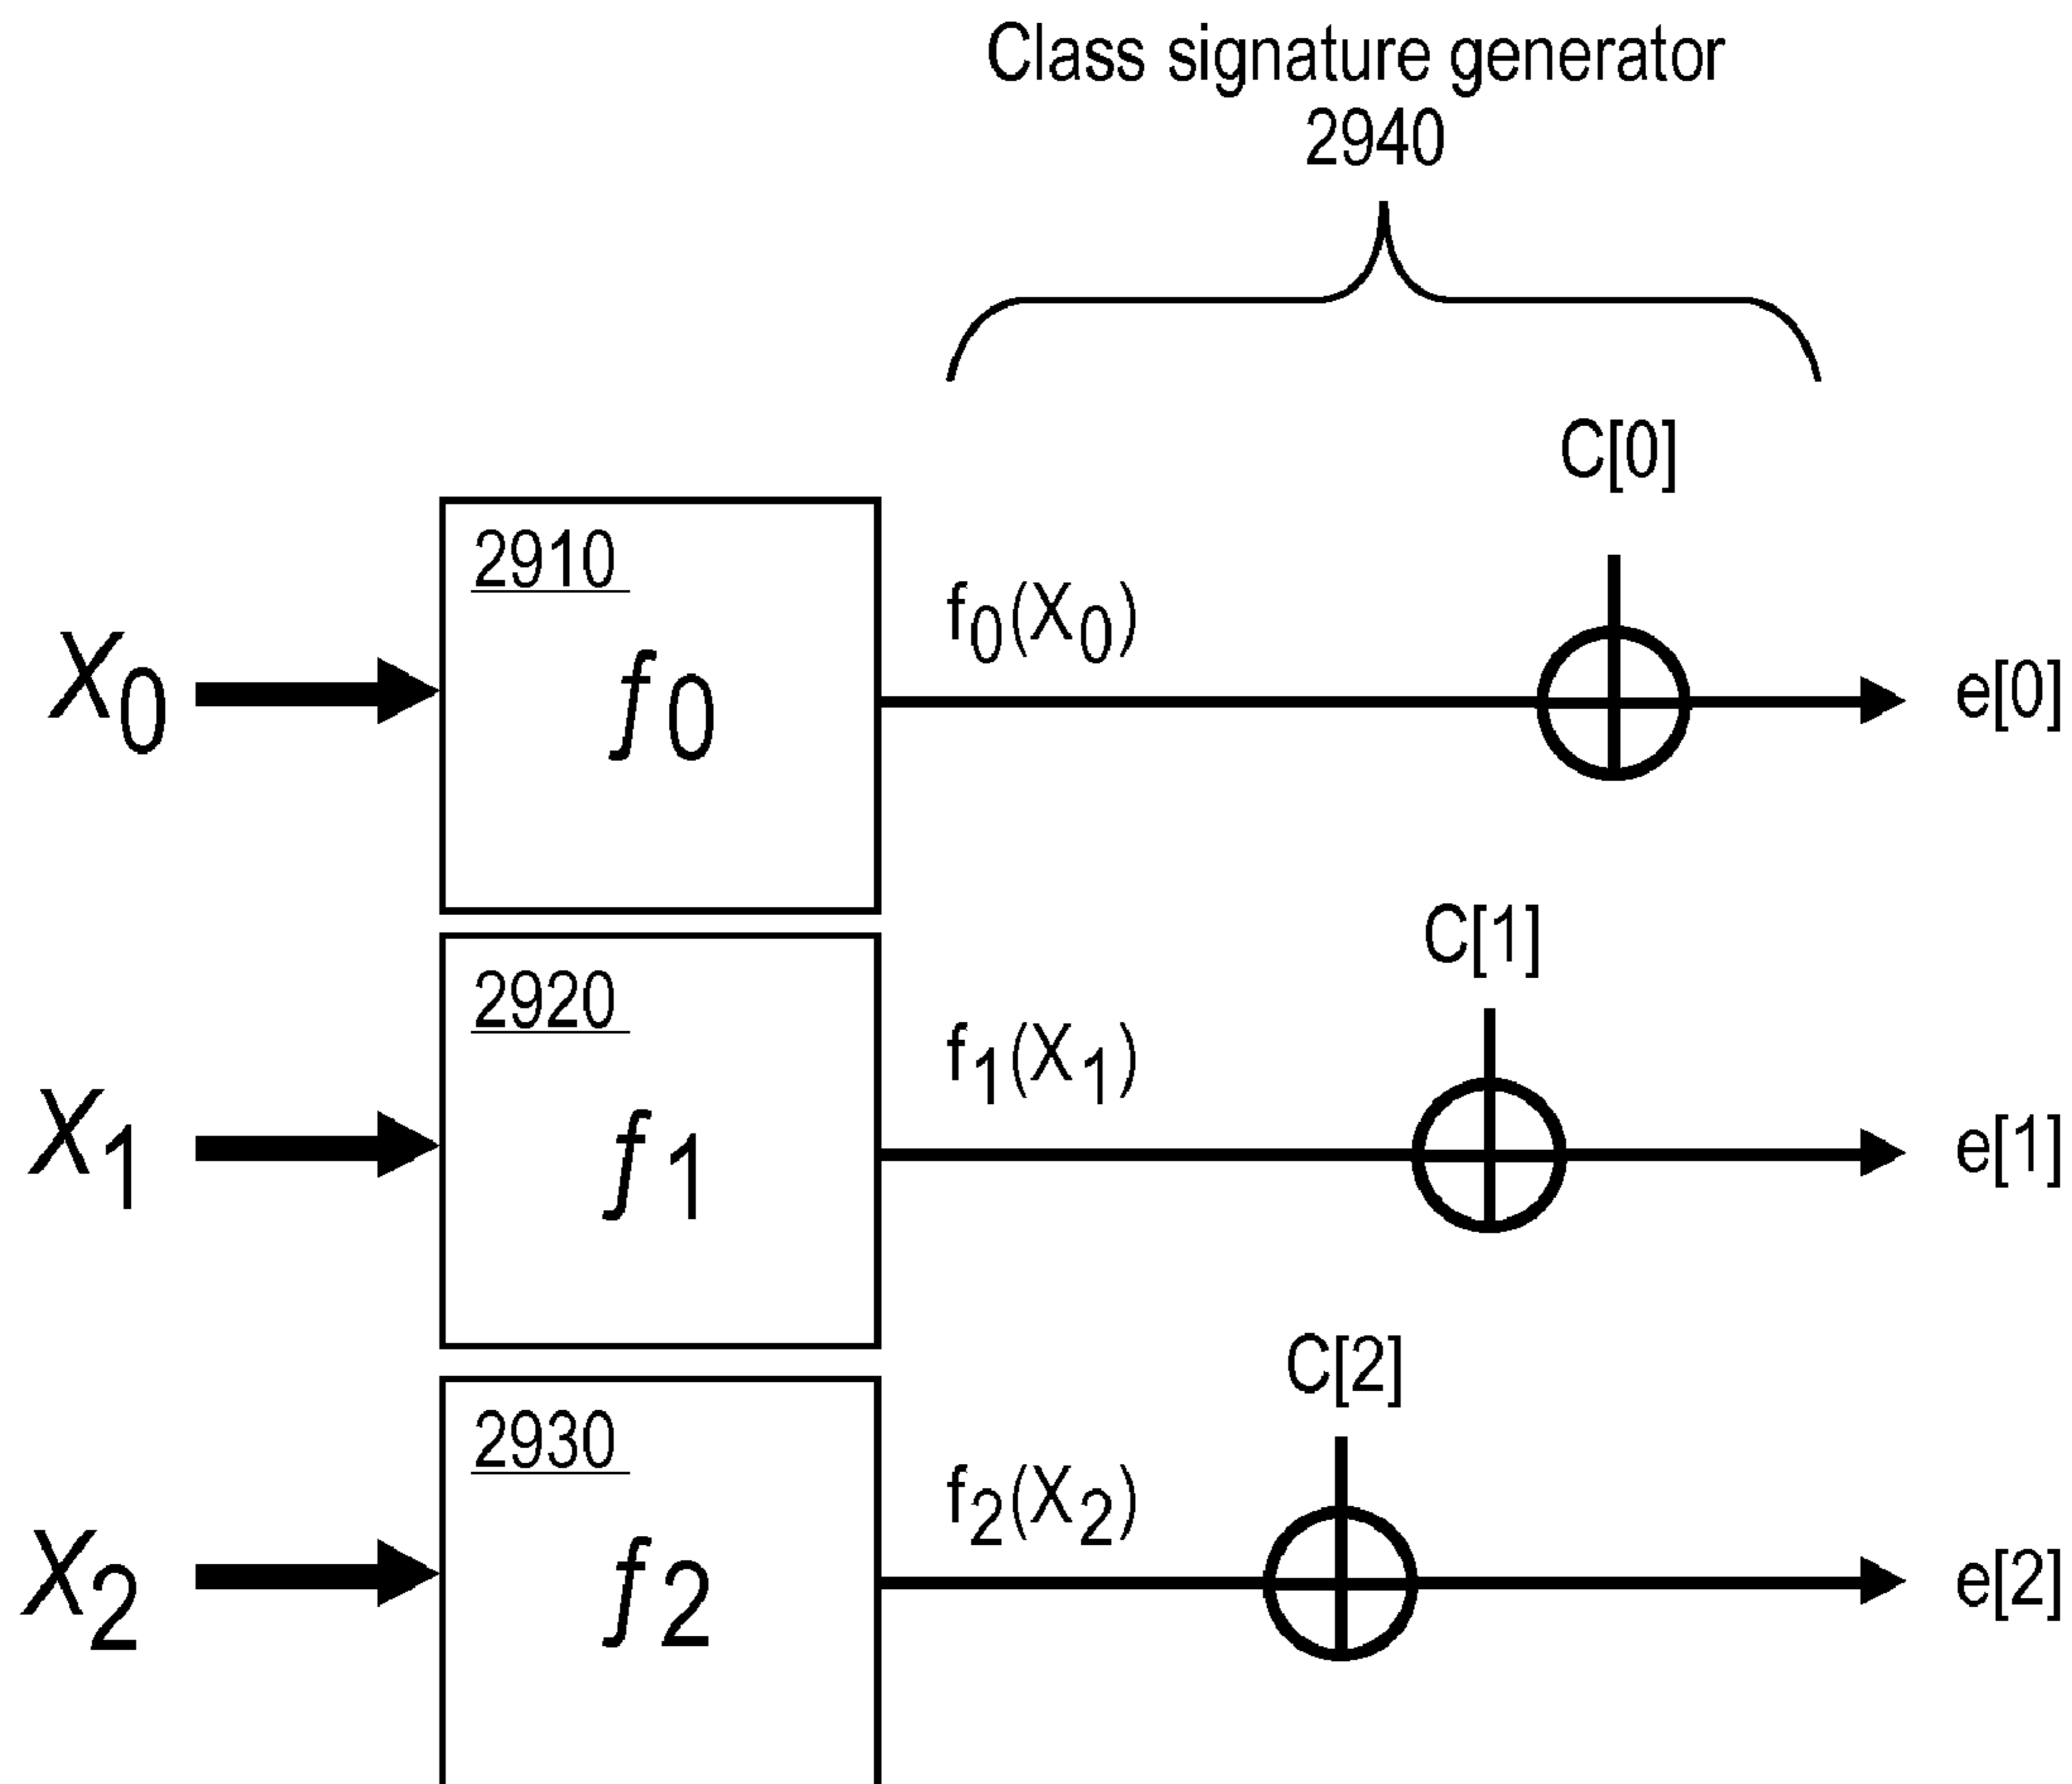 Class signature generator
2940
C[0]
2910
f0(X0)
X0
f0
e[0]
C[1]
2920
f1(X1)
X1
f1
e[1]
C[2]
2930
f2(X2)
X2
f2
e[2]